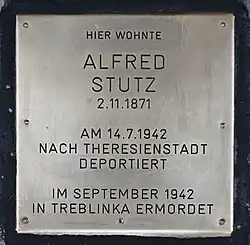 HIER WOHNTE
ALFRED
STUTZ
2.11.1871
AM 14.7.1942
NACH THERESIENSTADT
DEPORTIERT
IM SEPTEMBER 1942
IN TREBLINKA ERMORDET